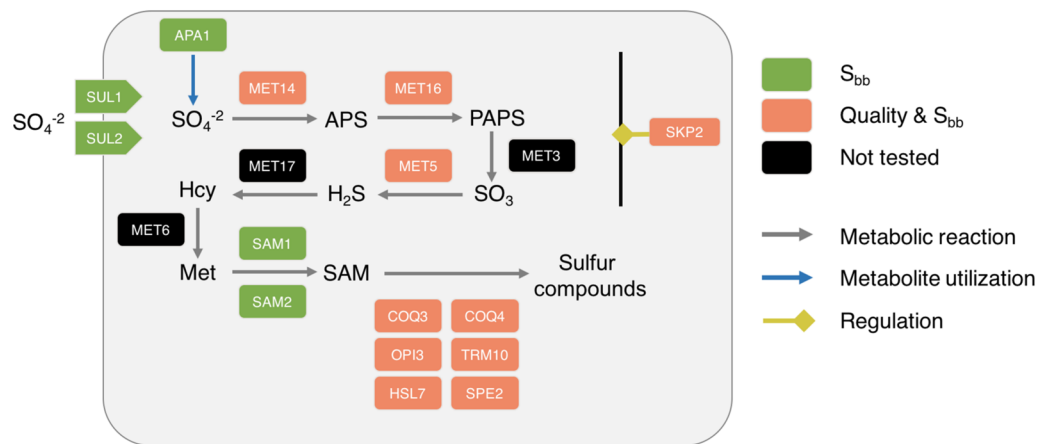 APA1
SUL1
SO₄⁻²
SUL2
SO₄⁻²
MET14
APS
MET16
PAPS
MET3
SKP2
MET17
MET5
Hcy
H₂S
SO₃
MET6
SAM1
Met
SAM
Sulfur
compounds
SAM2
COQ3
COQ4
OPI3
TRM10
HSL7
SPE2
S_bb
Quality & S_bb
Not tested
Metabolic reaction
Metabolite utilization
Regulation